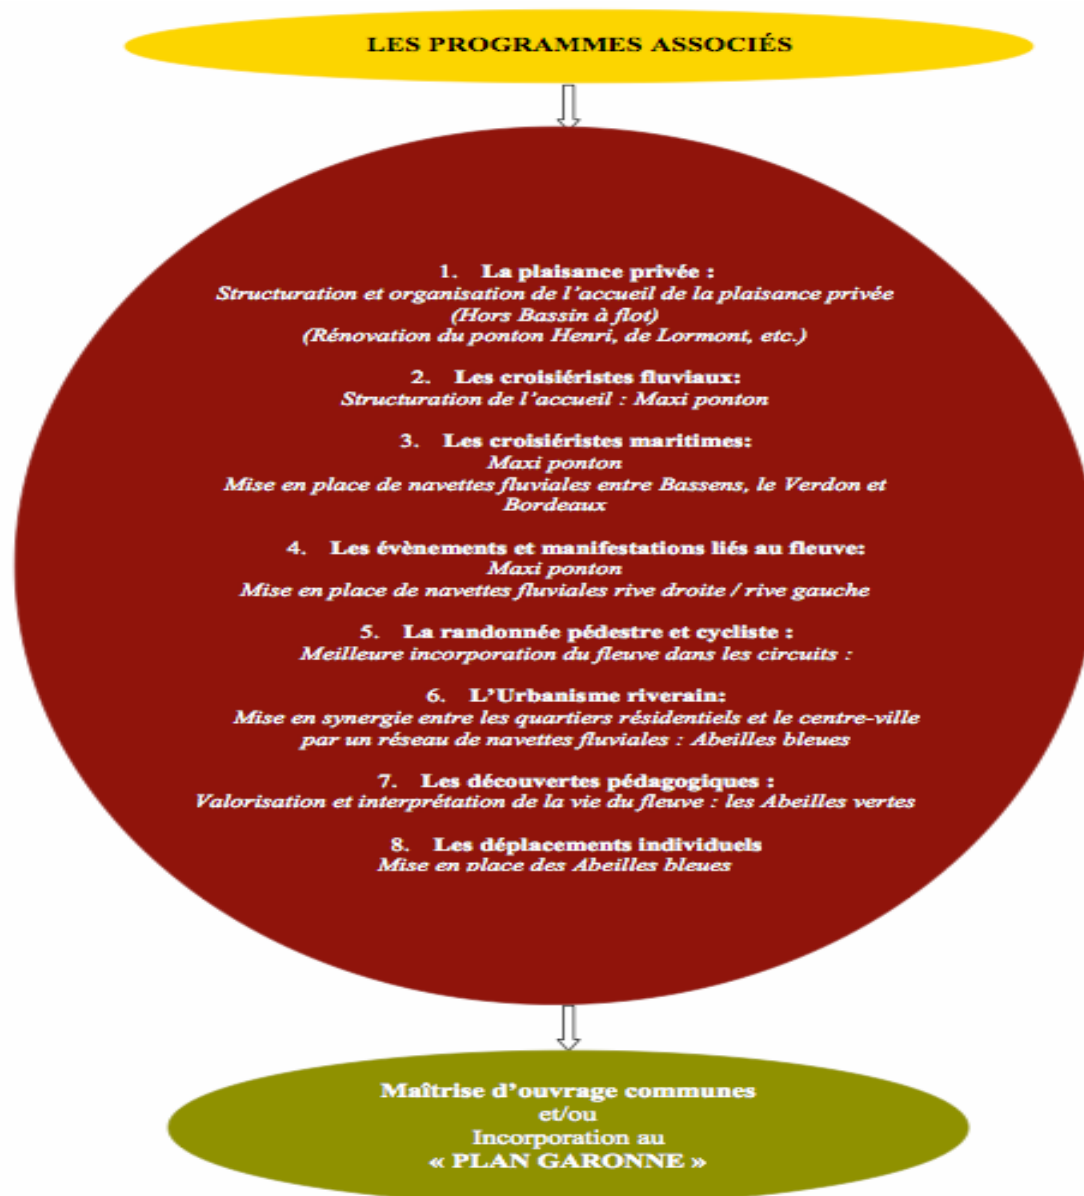 LES PROGRAMMES ASSOCIÉS
1. La plaisance privée :
Structuration et organisation de l’accueil de la plaisance privée
(Hors Bassin à flot)
(Rénovation du ponton Henri, de Lormont, etc.)
2. Les croisiéristes fluviaux:
Structuration de l’accueil : Maxi ponton
3. Les croisiéristes maritimes:
Maxi ponton
Mise en place de navettes fluviales entre Bassens, le Verdon et
Bordeaux
4. Les évènements et manifestations liés au fleuve:
Maxi ponton
Mise en place de navettes fluviales rive droite / rive gauche
5. La randonnée pédestre et cycliste :
Meilleure incorporation du fleuve dans les circuits :
6. L’Urbanisme riverain:
Mise en synergie entre les quartiers résidentiels et le centre-ville
par un réseau de navettes fluviales : Abeilles bleues
7. Les découvertes pédagogiques :
Valorisation et interprétation de la vie du fleuve : les Abeilles vertes
8. Les déplacements individuels
Mise en place des Abeilles bleues
Maîtrise d’ouvrage communes
et/ou
Incorporation au
« PLAN GARONNE »